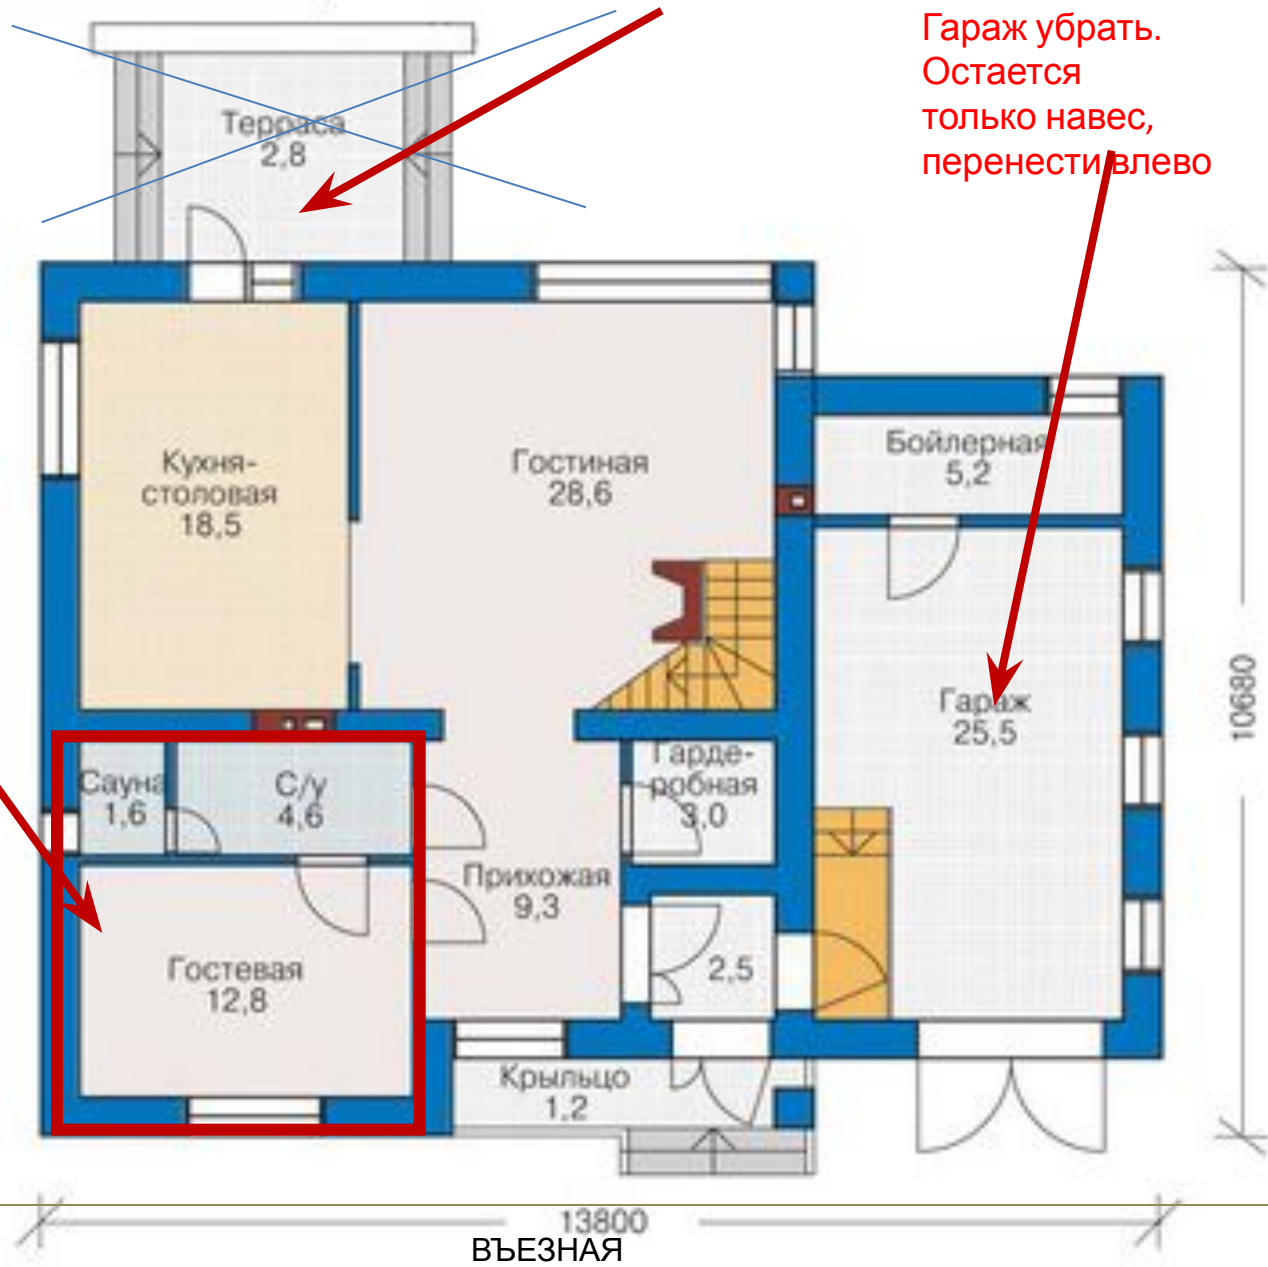 Гараж убрать.
Остается
только навес,
перенести влево
Терраса
2,8
Кухня-
столовая
18,5
Гостиная
28,6
Бойлерная
5,2
Гараж
25,5
10680
Сауна
1,6
С/у
4,6
Гарде-
робная
3,0
Прихожая
9,3
Гостевая
12,8
2,5
Крыльцо
1,2
13800
ВЪЕЗНАЯ